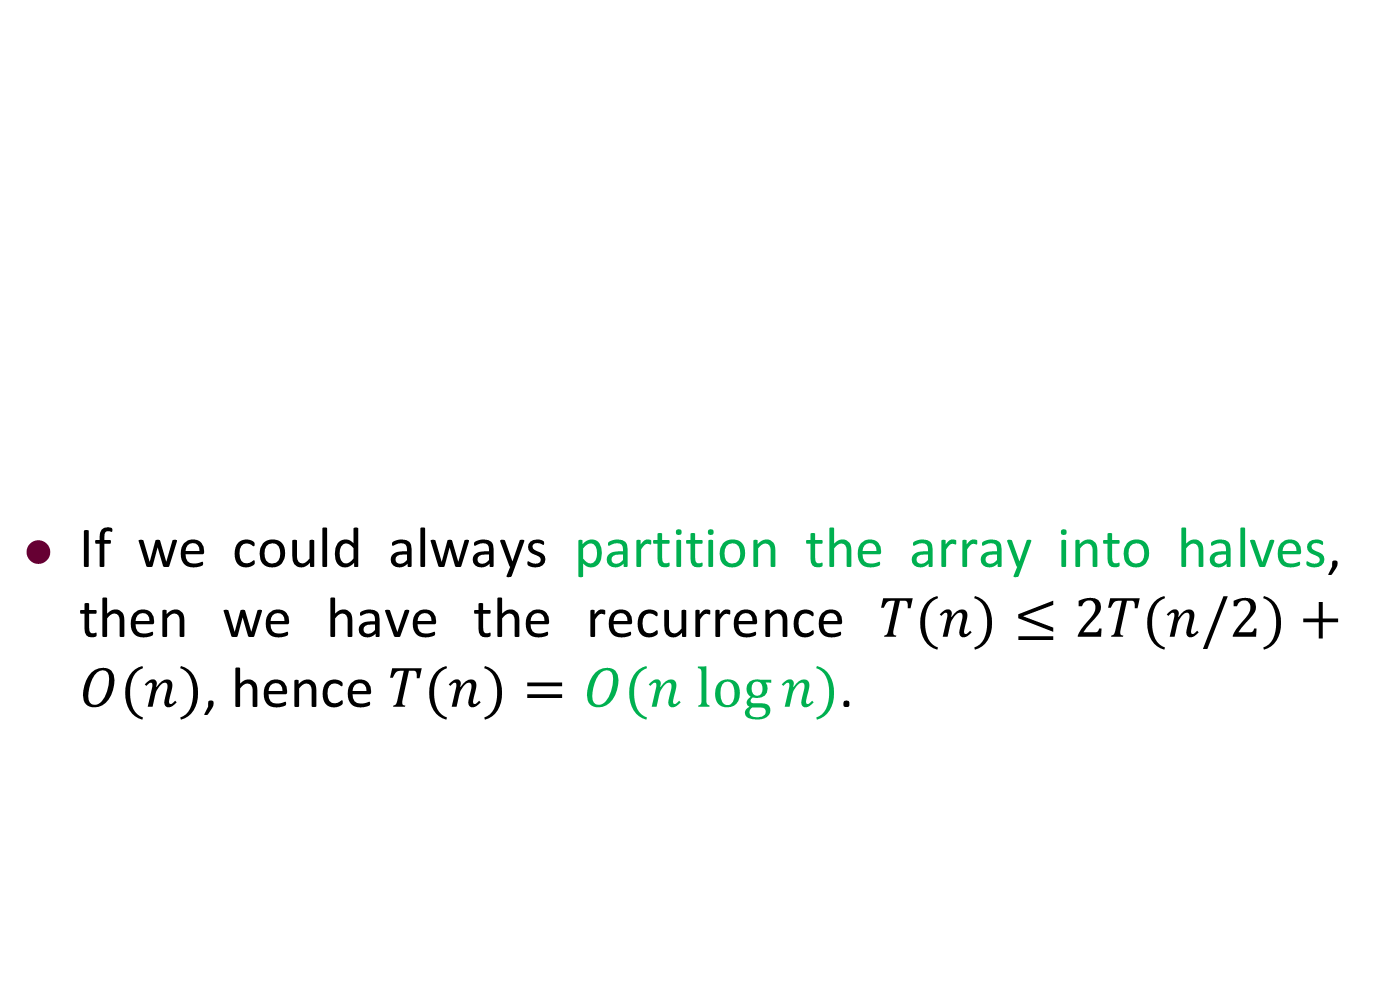 ● If we could always partition the array into halves,
then we have the recurrence T(n) ≤ 2T(n/2) +
O(n), hence T(n) = O(n log n).